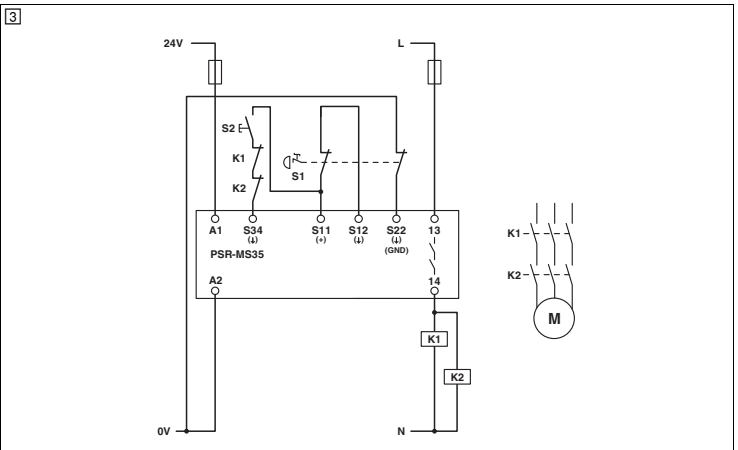 3
24V
L
S2
K1
S1
K2
A1 S34 S11 S12 S22 13
(↓) (+) (↓) (↓)
(GND)
PSR-MS35
A2 14
K1
K2
0V
N
K1
K2
M